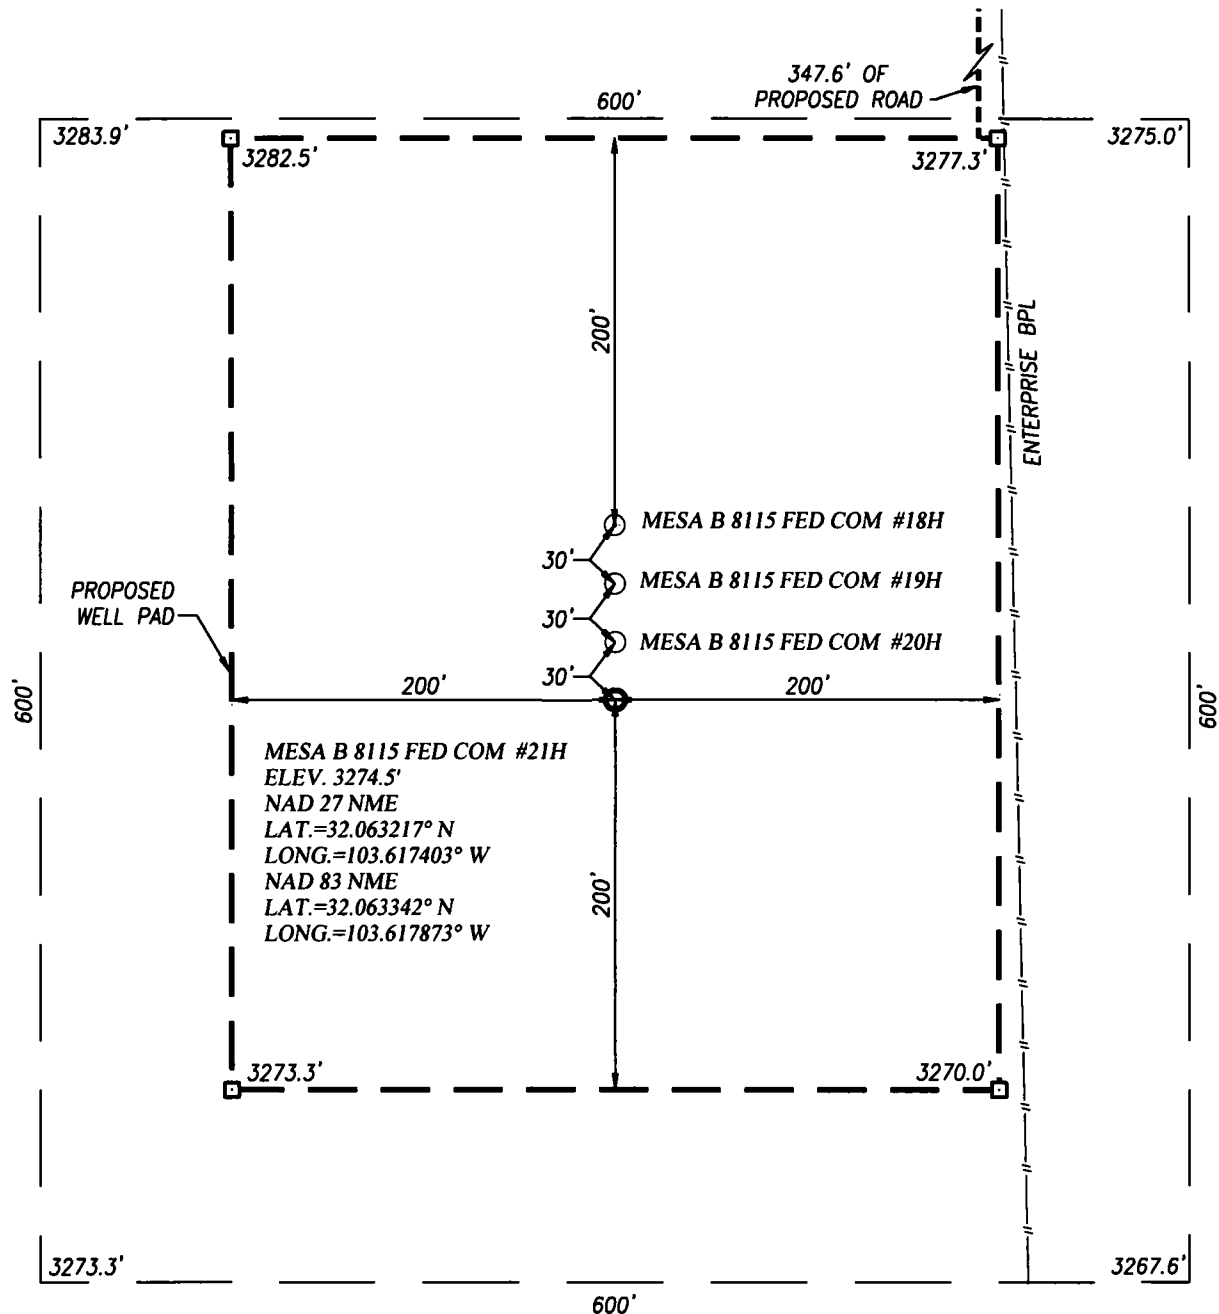 347.6' OF
PROPOSED ROAD
600'
3283.9'
3275.0'
3282.5'
3277.3'
200'
ENTERPRISE BPL
MESA B 8115 FED COM #18H
30'
MESA B 8115 FED COM #19H
PROPOSED
WELL PAD
30'
MESA B 8115 FED COM #20H
30'
200'
200'
600'
600'
MESA B 8115 FED COM #21H
ELEV. 3274.5'
NAD 27 NME
LAT.=32.063217° N
LONG.=103.617403° W
NAD 83 NME
LAT.=32.063342° N
LONG.=103.617873° W
200'
3273.3'
3270.0'
3273.3'
3267.6'
600'